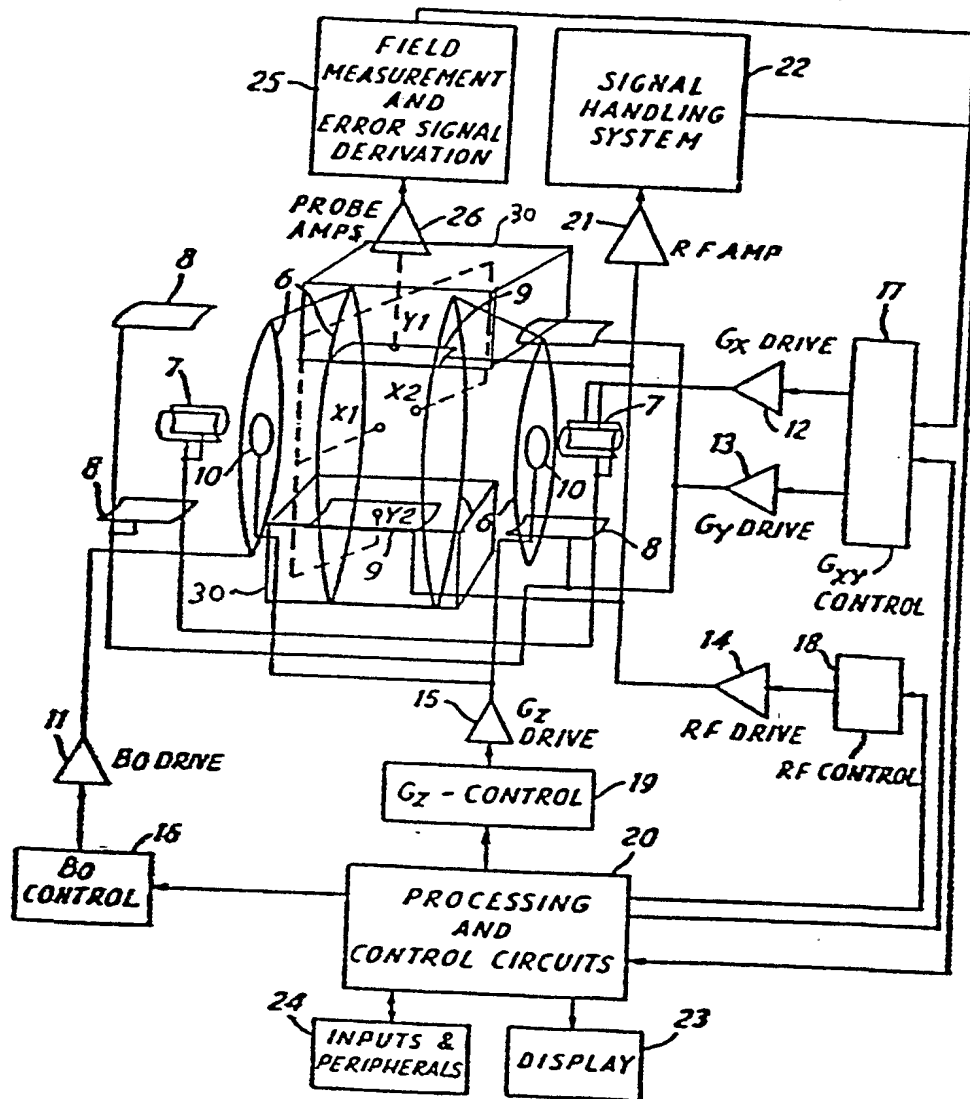 25
FIELD
MEASUREMENT
AND
ERROR SIGNAL
DERIVATION
SIGNAL
HANDLING
SYSTEM
22
PROBE
AMPS
26
30
21
RF AMP
8
6
9
Y1
17
GX DRIVE
7
X2
7
X1
12
10
10
13
8
6
Y2
8
GY DRIVE
9
30
GXY
CONTROL
14
18
15
GZ
DRIVE
RF DRIVE
11
BO DRIVE
RF CONTROL
GZ - CONTROL
19
16
20
BO
CONTROL
PROCESSING
AND
CONTROL CIRCUITS
24
23
INPUTS &
PERIPHERALS
DISPLAY